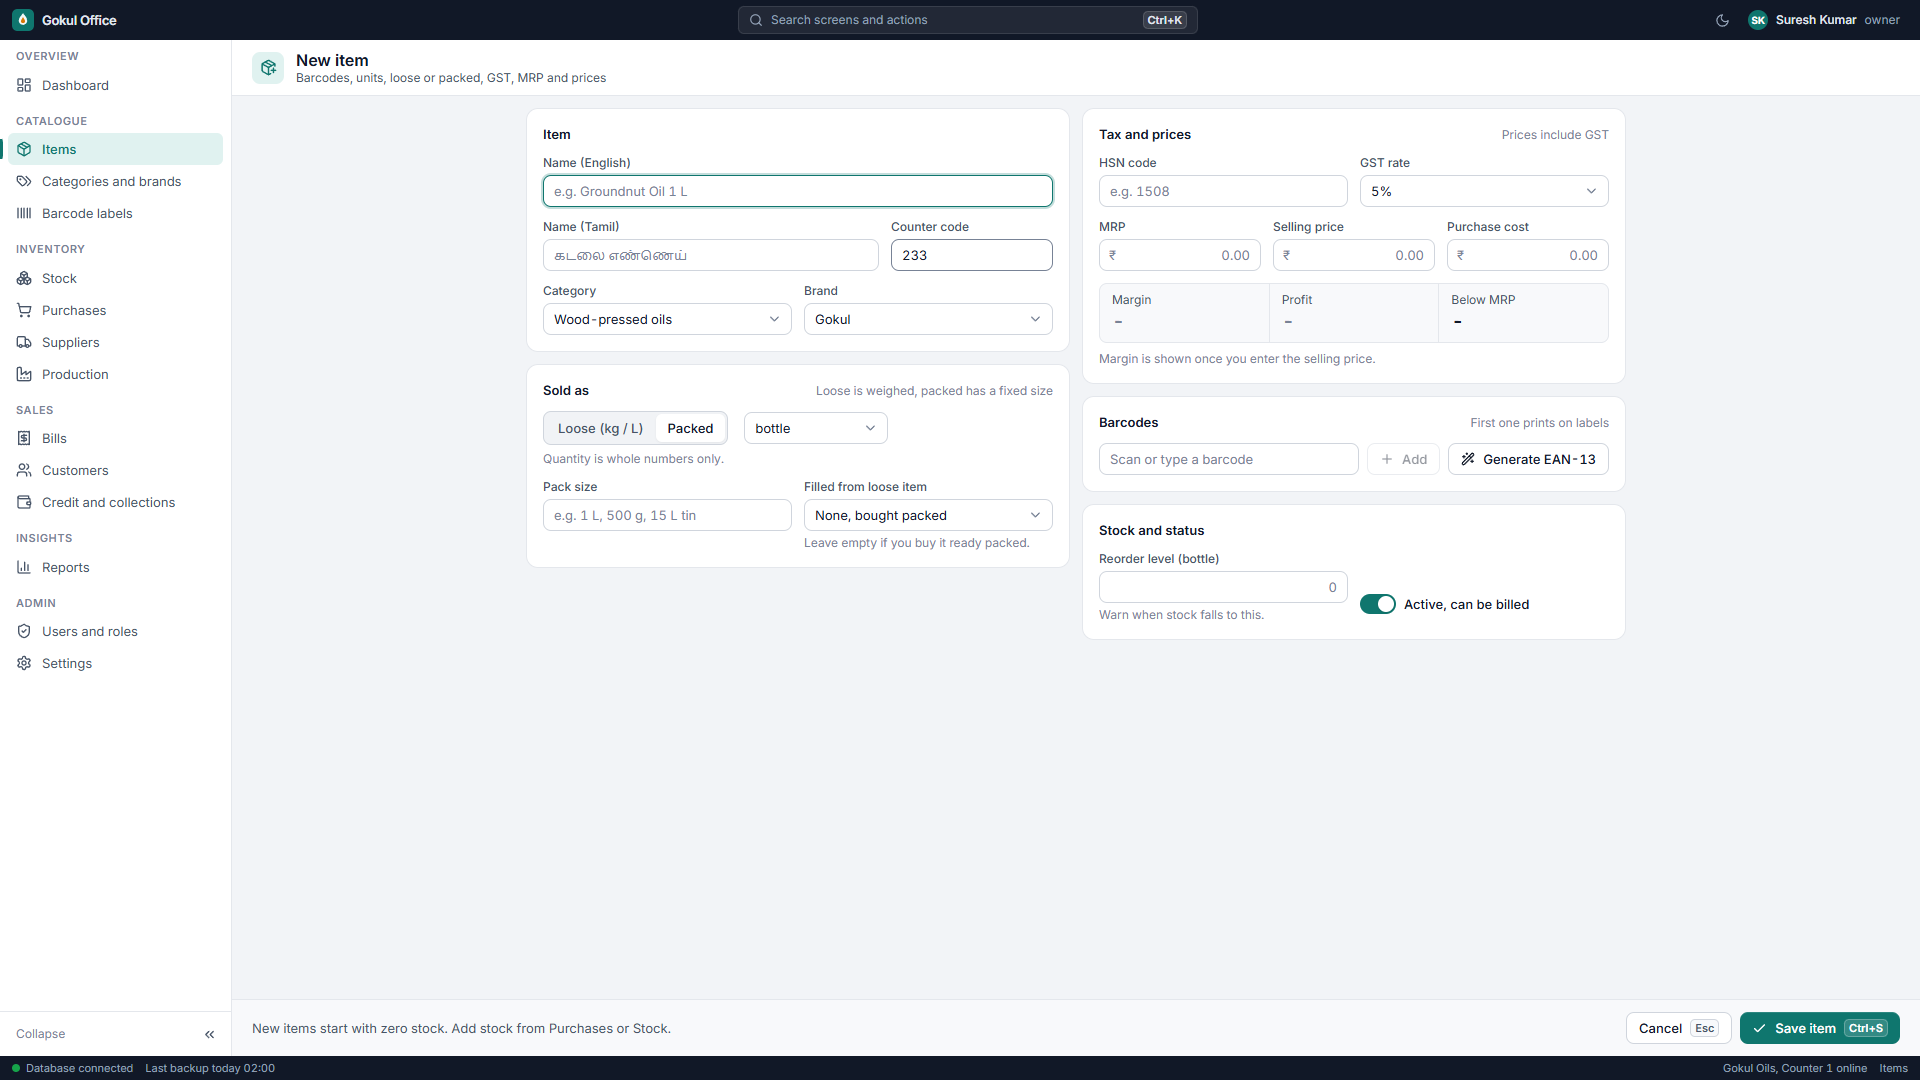 Gokul Office
Search screens and actions
Ctrl+K
SK
Suresh Kumar owner
OVERVIEW
Dashboard
CATALOGUE
Items
Categories and brands
Barcode labels
INVENTORY
Stock
Purchases
Suppliers
Production
SALES
Bills
Customers
Credit and collections
INSIGHTS
Reports
ADMIN
Users and roles
Settings
Collapse
New item
Barcodes, units, loose or packed, GST, MRP and prices
Item
Name (English)
e.g. Groundnut Oil 1 L
Name (Tamil)
Counter code
கடலை எண்ணெய்
233
Category
Brand
Wood-pressed oils
Gokul
Sold as
Loose is weighed, packed has a fixed size
Loose (kg / L)
Packed
bottle
Quantity is whole numbers only.
Pack size
Filled from loose item
e.g. 1 L, 500 g, 15 L tin
None, bought packed
Leave empty if you buy it ready packed.
Tax and prices
Prices include GST
HSN code
GST rate
e.g. 1508
5%
MRP
Selling price
Purchase cost
₹ 0.00
₹ 0.00
₹ 0.00
Margin
Profit
Below MRP
–
–
–
Margin is shown once you enter the selling price.
Barcodes
First one prints on labels
Scan or type a barcode
Add
Generate EAN-13
Stock and status
Reorder level (bottle)
0
Active, can be billed
Warn when stock falls to this.
New items start with zero stock. Add stock from Purchases or Stock.
Cancel Esc
Save item Ctrl+S
Database connected
Last backup today 02:00
Gokul Oils, Counter 1 online
Items